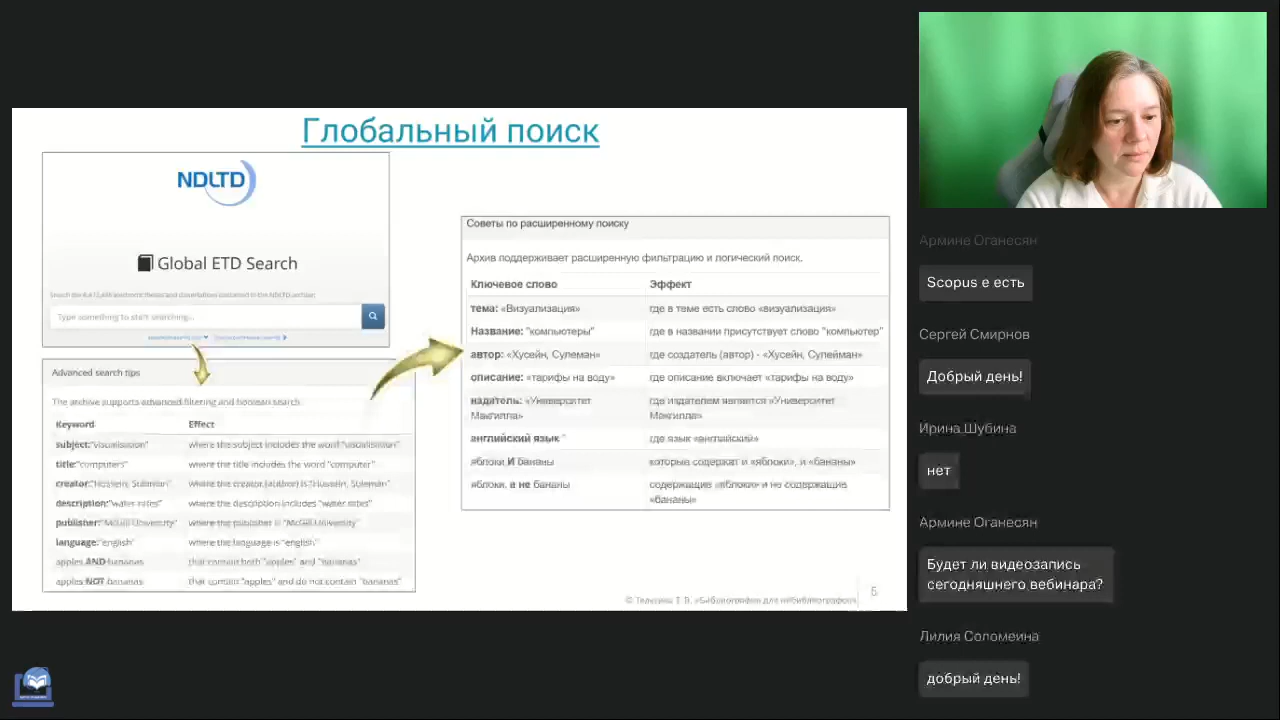 Глобальный поиск
NDLTD
Global ETD Search
Type something to start searching...
Advanced search tips
The archive supports advanced filtering and boolean search
Keyword Effect
subject:"visualisation" where the subject includes the word "visualisation"
title:"computers" where the title includes the word "computer"
creator:"Hussein, Suleman" where the creator (author) is "Hussein, Suleman"
description:"water rates" where the description includes "water rates"
publisher:"McGill University" where the publisher is "McGill University"
language:"english" where the language is "english"
apples AND bananas that contain both "apples" and "bananas"
apples NOT bananas that contain "apples" and do not contain "bananas"
Советы по расширенному поиску
Архив поддерживает расширенную фильтрацию и логический поиск.
Ключевое слово Эффект
тема: «Визуализация» где в теме есть слово «визуализация»
Название: "компьютеры" где в названии присутствует слово "компьютер"
автор: «Хусейн, Сулеман» где создатель (автор) - «Хусейн, Сулейман»
описание: «тарифы на воду» где описание включает «тарифы на воду»
издатель: «Университет где издателем является «Университет
Макгилла» Макгилла»
английский язык " где язык «английский»
яблоки И бананы которые содержат и «яблоки», и «бананы»
яблоки, а не бананы содержащие «яблоки» и не содержащие
«бананы»
для
5
Армине Оганесян
Scopus е есть
Сергей Смирнов
Добрый день!
Ирина Шубина
нет
Армине Оганесян
Будет ли видеозапись
сегодняшнего вебинара?
Лилия Соломеина
добрый день!